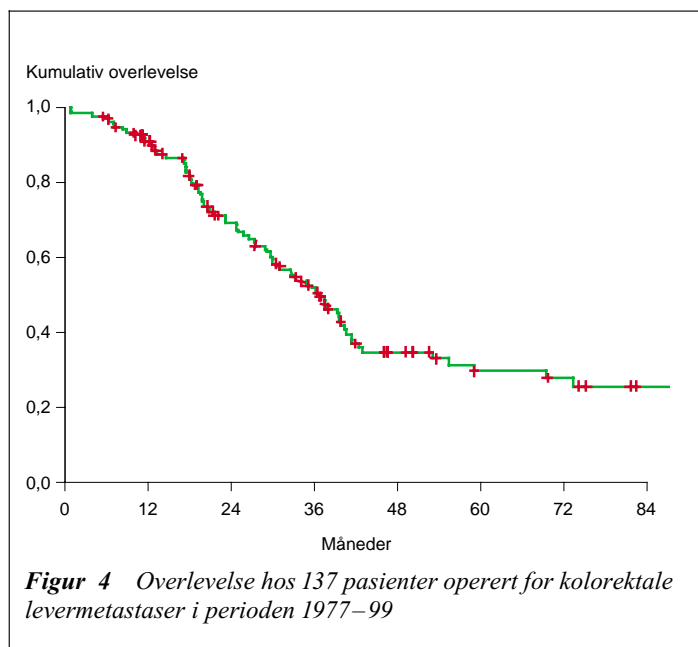 Kumulativ overlevelse
1,0
0,8
0,6
0,4
0,2
0,0
0 12 24 36 48 60 72 84
Måneder
Figur 4 Overlevelse hos 137 pasienter operert for kolorektale
levermetastaser i perioden 1977–99